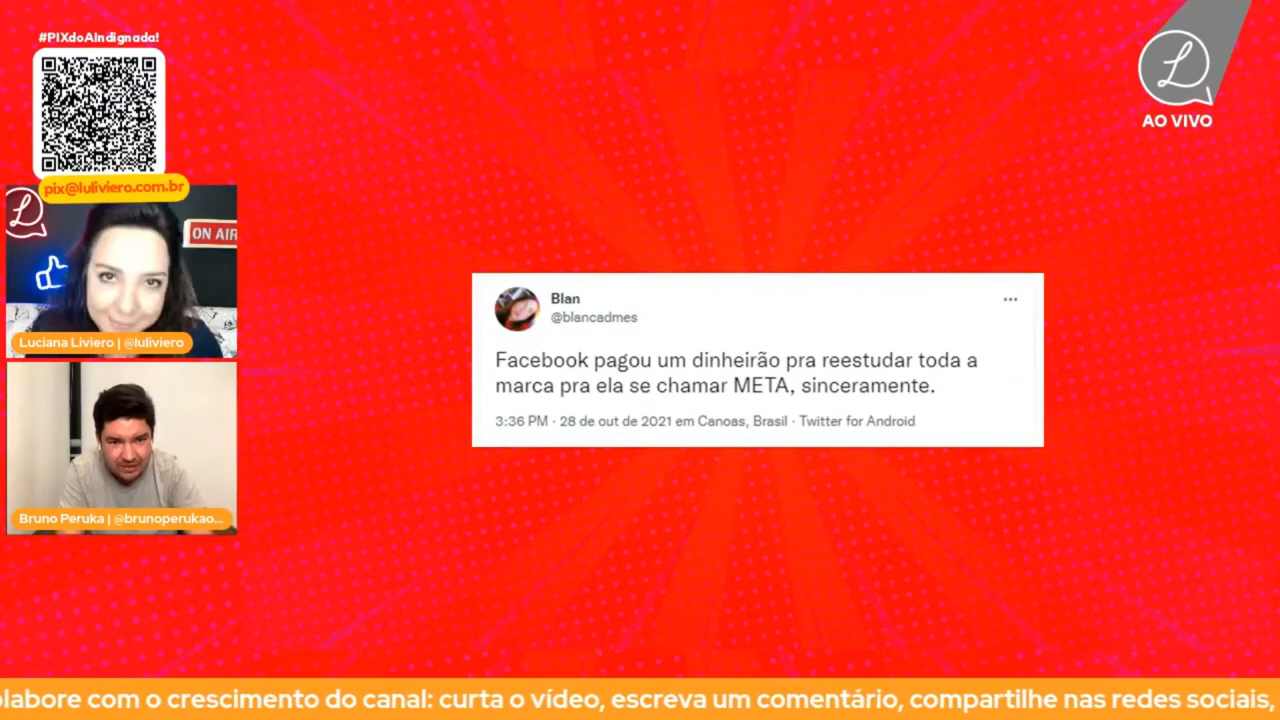 #PIXdoAIndignada!
pix@luliviero.com.br
L
AO VIVO
L
ON AIR
Luciana Liviero | @luliviero
Bruno Peruka | @brunoperukao...
Blan
@blancadmes
Facebook pagou um dinheirão pra reestudar toda a
marca pra ela se chamar META, sinceramente.
3:36 PM · 28 de out de 2021 em Canoas, Brasil · Twitter for Android
olabore com o crescimento do canal: curta o vídeo, escreva um comentário, compartilhe nas redes sociais,